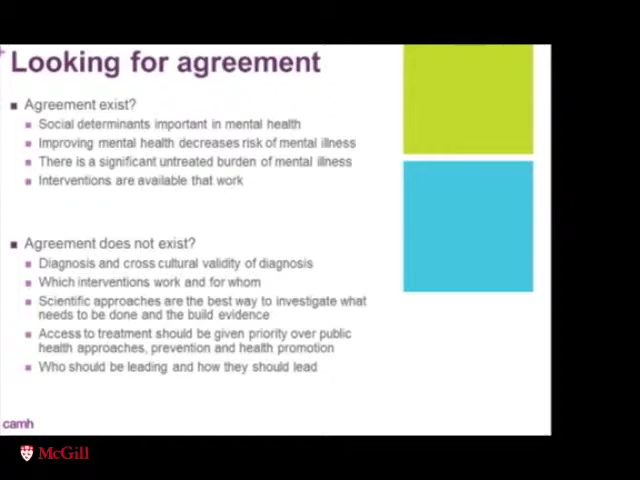 Looking for agreement
Agreement exist?
Social determinants important in mental health
Improving mental health decreases risk of mental illness
There is a significant untreated burden of mental illness
Interventions are available that work
Agreement does not exist?
Diagnosis and cross cultural validity of diagnosis
Which interventions work and for whom
Scientific approaches are the best way to investigate what
needs to be done and the build evidence
Access to treatment should be given priority over public
health approaches, prevention and health promotion
Who should be leading and how they should lead
camh
McGill